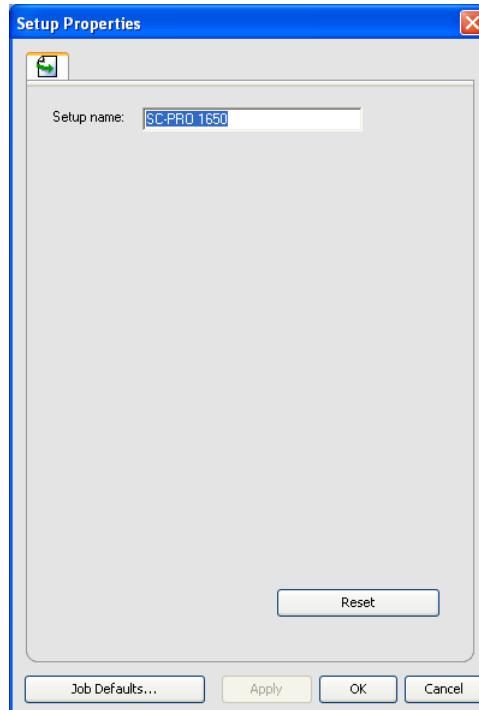 Setup Properties
Setup name: SC-PRO 1650
Reset
Job Defaults... Apply OK Cancel